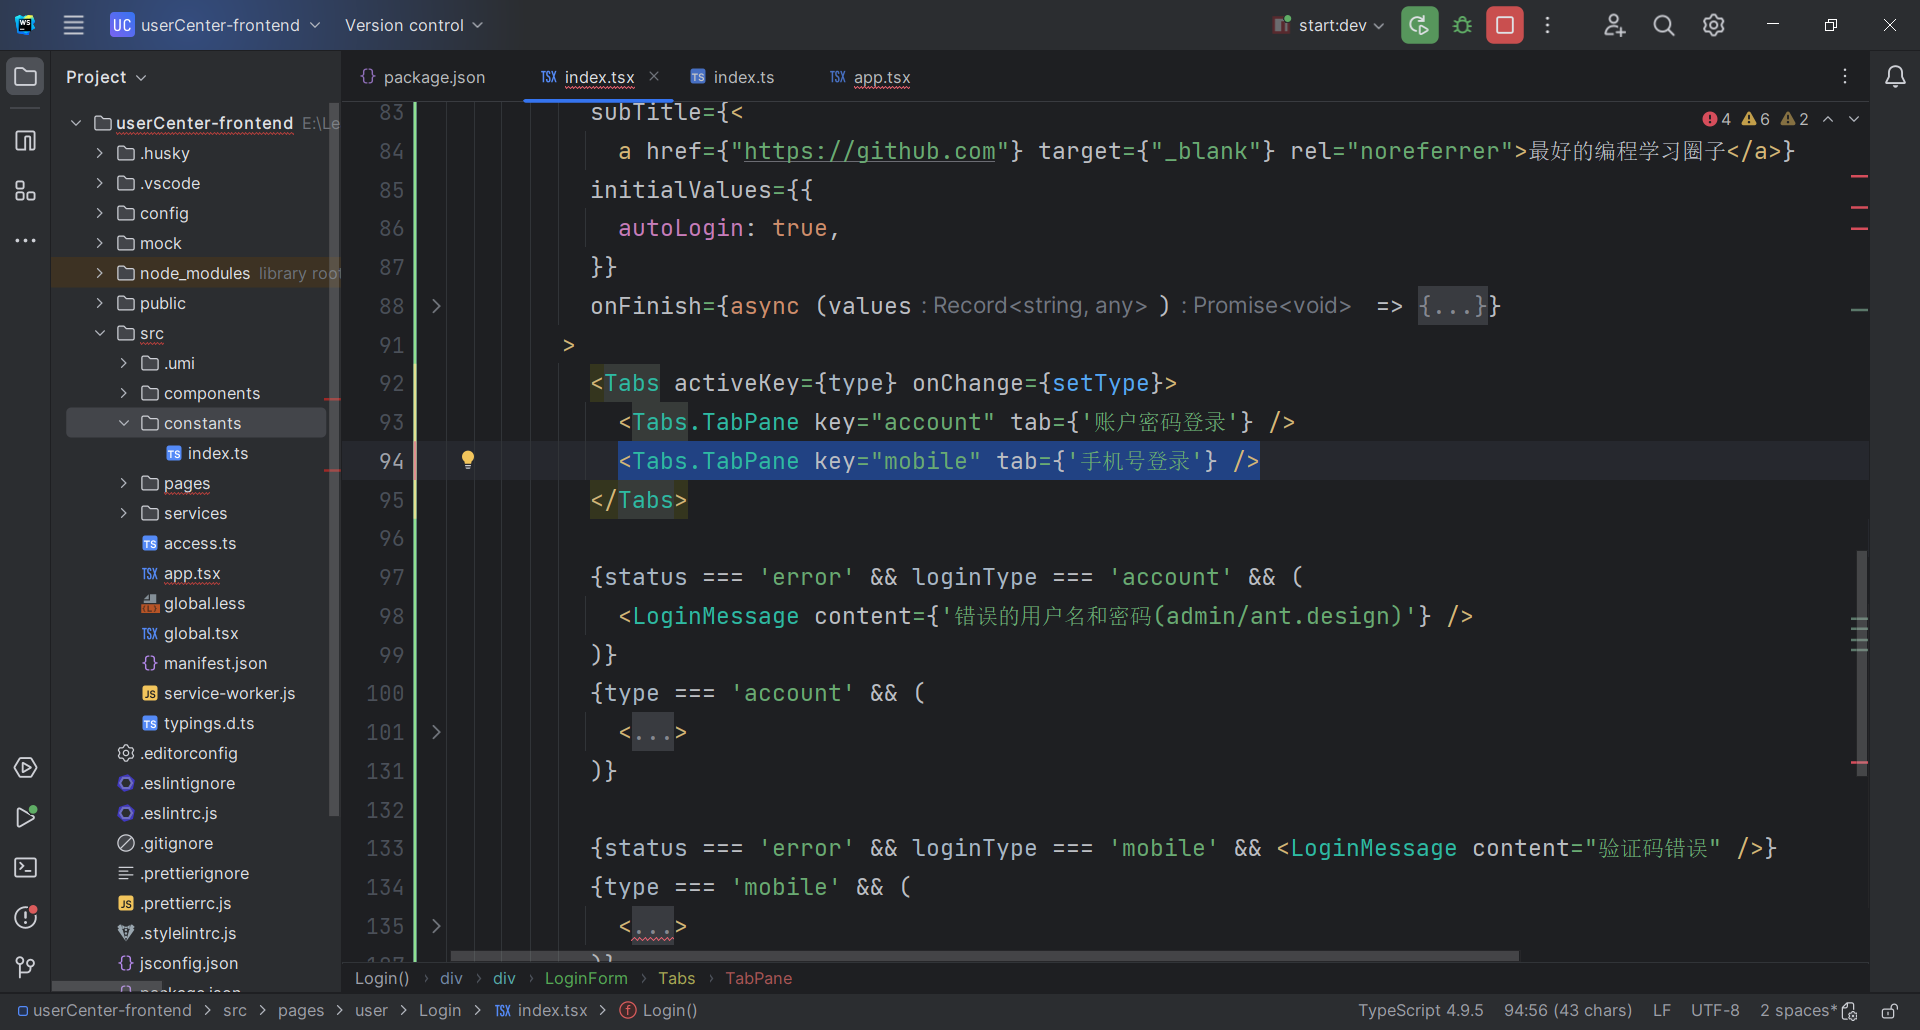 UC userCenter-frontend Version control start:dev
Project
package.json index.tsx index.ts app.tsx
userCenter-frontend E:\Le
.husky
.vscode
config
mock
node_modules library root
public
src
.umi
components
constants
index.ts
pages
services
access.ts
app.tsx
global.less
global.tsx
manifest.json
service-worker.js
typings.d.ts
.editorconfig
.eslintignore
.eslintrc.js
.gitignore
.prettierignore
.prettierrc.js
.stylelintrc.js
jsconfig.json
package.json
4 6 2
83 subTitle={<
84 a href={"https://github.com"} target={"_blank"} rel="noreferrer">最好的编程学习圈子</a>}
85 initialValues={{
86 autoLogin: true,
87 }}
88 onFinish={async (values : Record<string, any> ) : Promise<void> => {...}}
91 >
92 <Tabs activeKey={type} onChange={setType}>
93 <Tabs.TabPane key="account" tab={'账户密码登录'} />
94 <Tabs.TabPane key="mobile" tab={'手机号登录'} />
95 </Tabs>
96
97 {status === 'error' && loginType === 'account' && (
98 <LoginMessage content={'错误的用户名和密码(admin/ant.design)'} />
99 )}
100 {type === 'account' && (
101 <...>
131 )}
132
133 {status === 'error' && loginType === 'mobile' && <LoginMessage content="验证码错误" />}
134 {type === 'mobile' && (
135 <...>
137 )}
Login() › div › div › LoginForm › Tabs › TabPane
userCenter-frontend > src > pages > user > Login > TSX index.tsx > Login()
TypeScript 4.9.5 94:56 (43 chars) LF UTF-8 2 spaces*